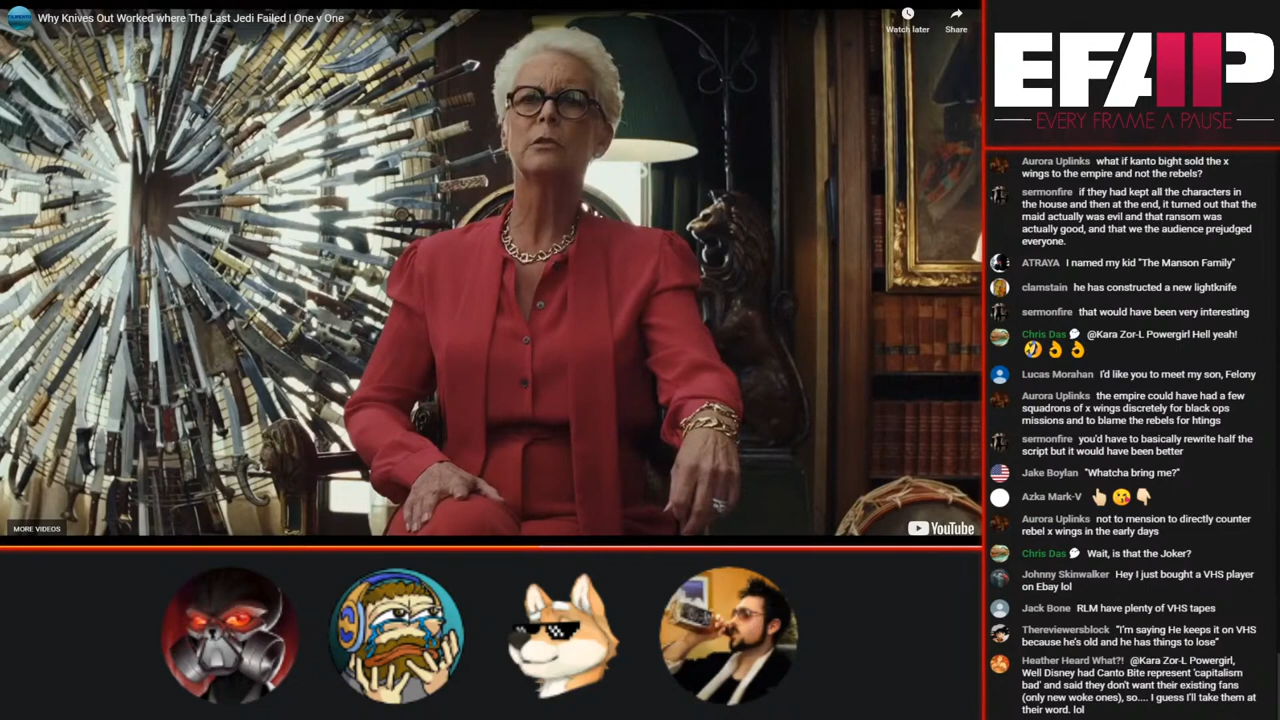 Why Knives Out Worked where The Last Jedi Failed | One v One
Watch later
Share
MORE VIDEOS
YouTube
EFAP
EVERY FRAME A PAUSE
Aurora Uplinks what if kanto bight sold the x
wings to the empire and not the rebels?
sermonfire if they had kept all the characters in
the house and then at the end, it turned out that the
maid actually was evil and that ransom was
actually good, and that we the audience prejudged
everyone.
ATRAYA I named my kid "The Manson Family"
clamstain he has constructed a new lightknife
sermonfire that would have been very interesting
Chris Das @Kara Zor-L Powergirl Hell yeah!
🤣 👌 👌
Lucas Morahan I'd like you to meet my son, Felony
Aurora Uplinks the empire could have had a few
squadrons of x wings discretely for black ops
missions and to blame the rebels for htings
sermonfire you'd have to basically rewrite half the
script but it would have been better
Jake Boylan "Whatcha bring me?"
Azka Mark-V 👆🏻 😘 👇🏻
Aurora Uplinks not to mension to directly counter
rebel x wings in the early days
Chris Das Wait, is that the Joker?
Johnny Skinwalker Hey I just bought a VHS player
on Ebay lol
Jack Bone RLM have plenty of VHS tapes
Thereviewersblock "I'm saying He keeps it on VHS
because he's old and he has things to lose"
Heather Heard What?! @Kara Zor-L Powergirl,
Well Disney had Canto Bite represent 'capitalism
bad' and said they don't want their existing fans
(only new woke ones), so.... I guess I'll take them at
their word. lol